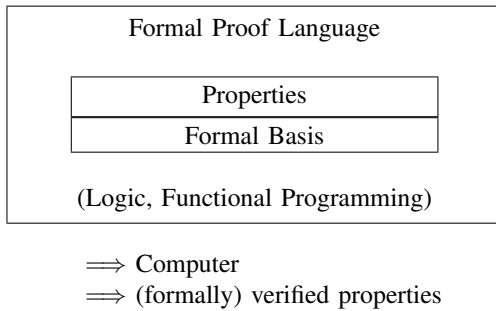 Formal Proof Language
Properties
Formal Basis
(Logic, Functional Programming)
⟹ Computer
⟹ (formally) verified properties